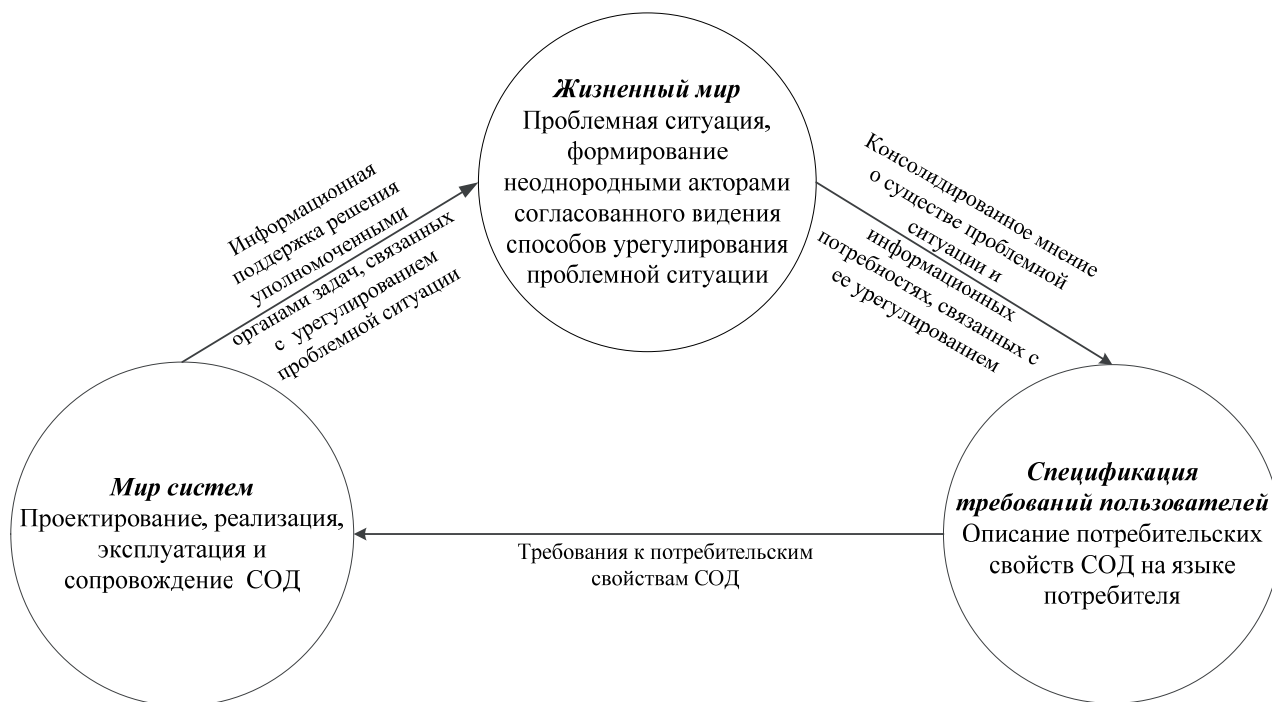 Жизненный мир
Проблемная ситуация,
формирование
неоднородными акторами
согласованного видения
способов урегулирования
проблемной ситуации
Информационная
поддержка решения
уполномоченными
органами задач, связанных
с урегулированием
проблемной ситуации
Консолидированное мнение
о существе проблемной
ситуации и
информационных
потребностях, связанных с
ее урегулированием
Мир систем
Проектирование, реализация,
эксплуатация и
сопровождение СОД
Требования к потребительским
свойствам СОД
Спецификация
требований пользователей
Описание потребительских
свойств СОД на языке
потребителя